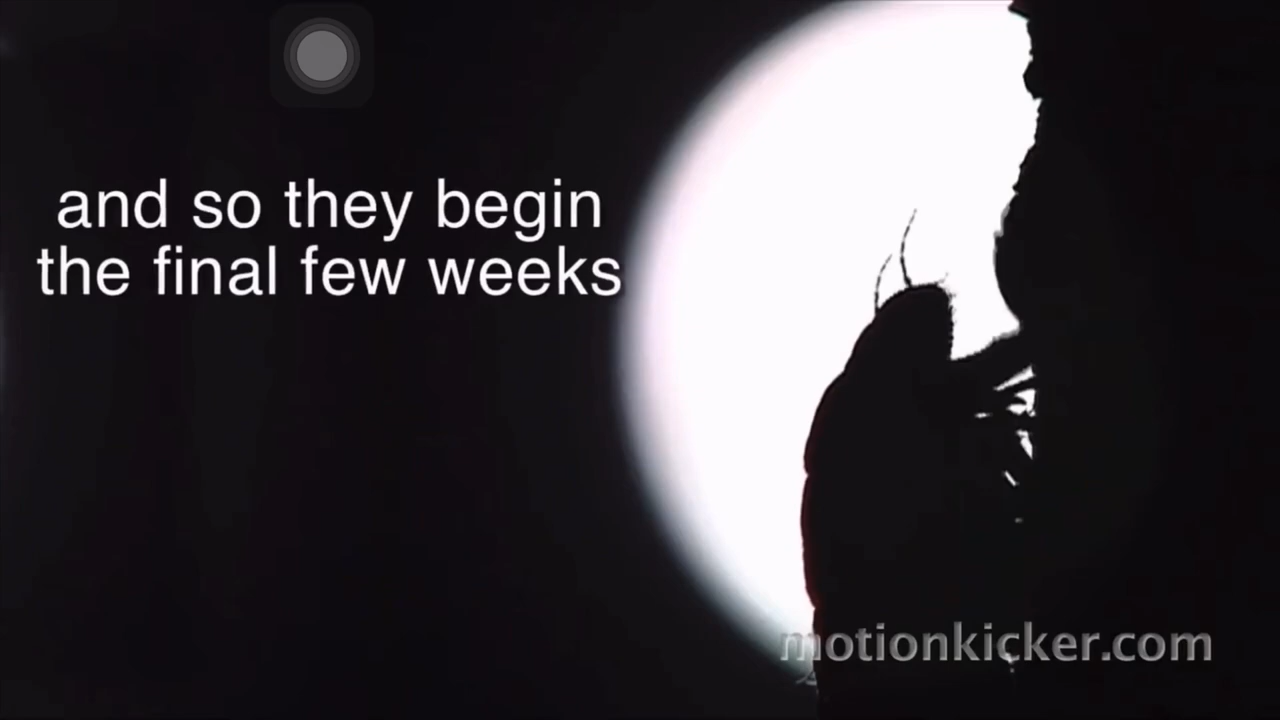 and so they begin
the final few weeks
motionkicker.com